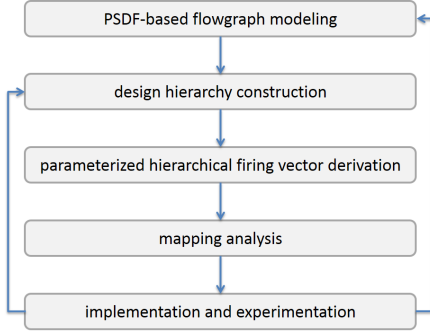 PSDF-based flowgraph modeling
design hierarchy construction
parameterized hierarchical firing vector derivation
mapping analysis
implementation and experimentation